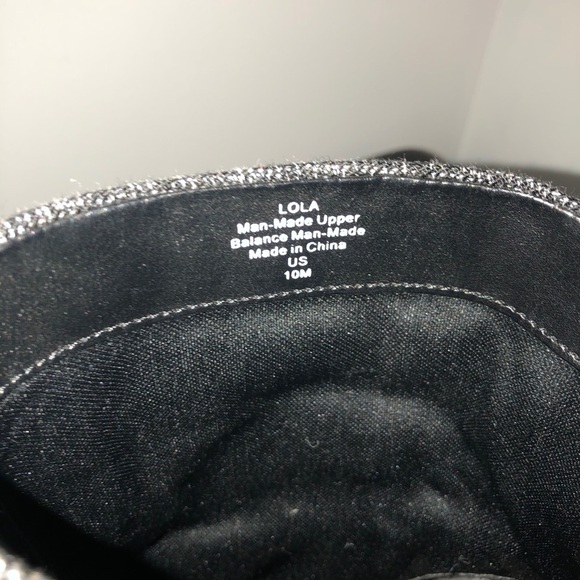 LOLA
Man-Made Upper
Balance Man-Made
Made in China
US
10M